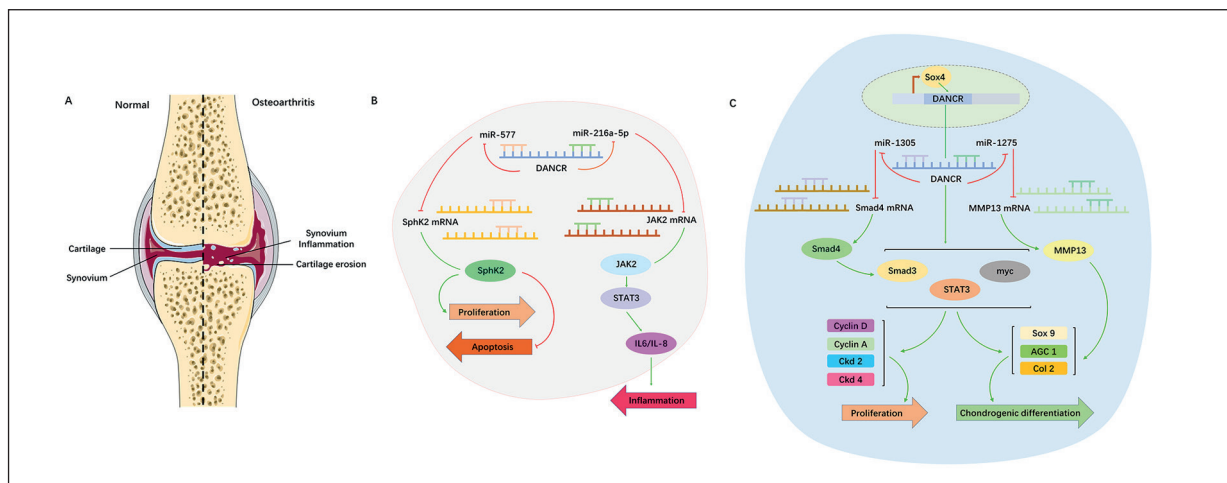 A
Normal
Osteoarthritis
Cartilage
Synovium
Synovium
Inflammation
Cartilage erosion
B
miR-577
miR-216a-5p
DANCR
SphK2 mRNA
JAK2 mRNA
SphK2
JAK2
STAT3
Proliferation
Apoptosis
IL6/IL-8
Inflammation
C
Sox4
DANCR
miR-1305
miR-1275
DANCR
Smad4 mRNA
MMP13 mRNA
Smad4
MMP13
Smad3
myc
STAT3
Cyclin D
Cyclin A
Ckd 2
Ckd 4
Sox 9
AGC 1
Col 2
Proliferation
Chondrogenic differentiation